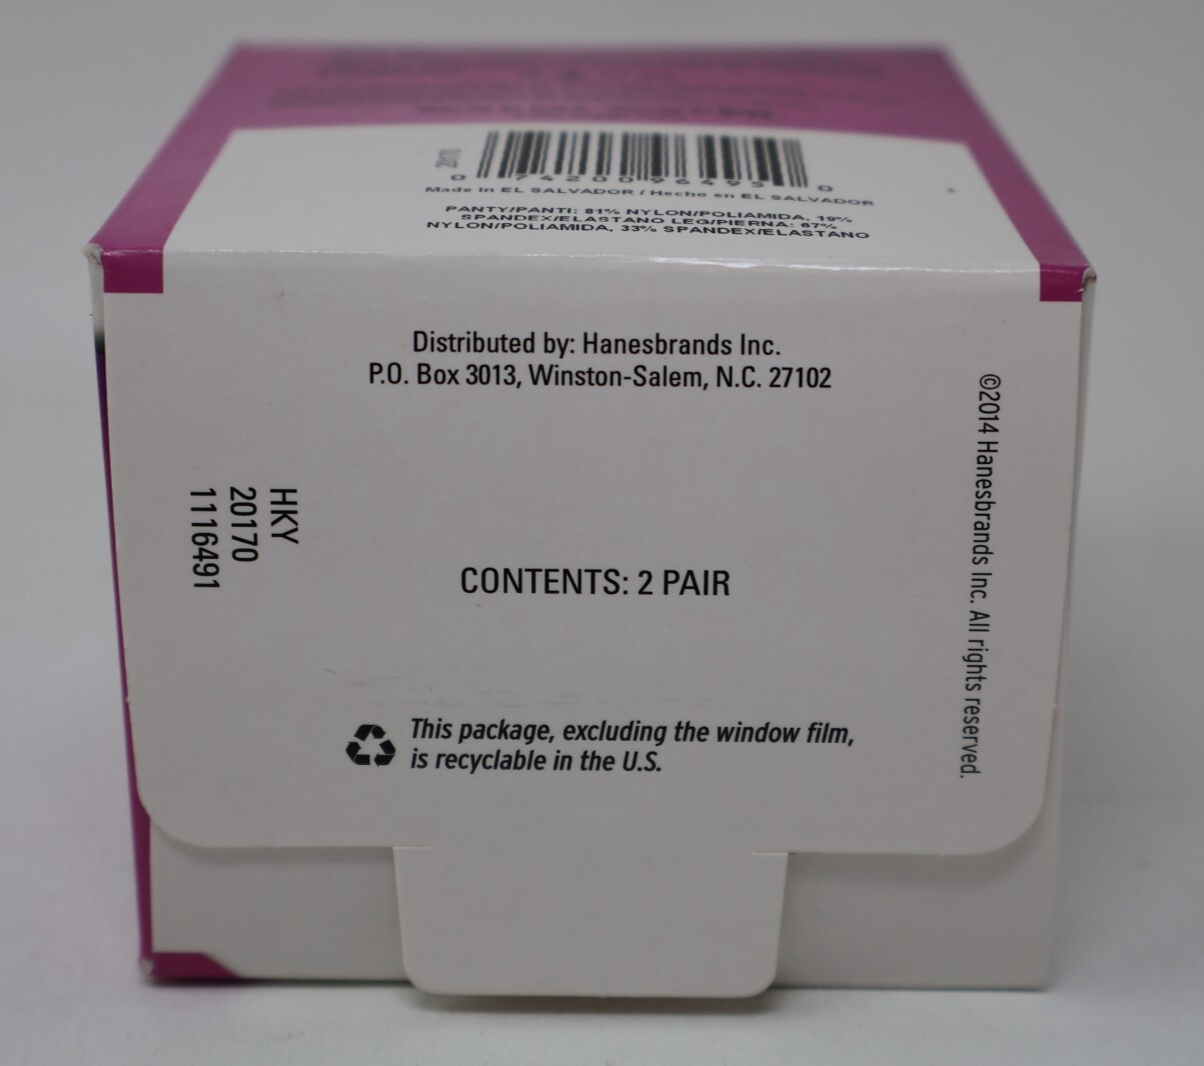 0 74200 96495 0
Made in EL SALVADOR / Hecho en EL SALVADOR
PANTY/PANTI: 81% NYLON/POLIAMIDA, 19%
SPANDEX/ELASTANO LEG/PIERNA: 67%
NYLON/POLIAMIDA, 33% SPANDEX/ELASTANO
Distributed by: Hanesbrands Inc.
P.O. Box 3013, Winston-Salem, N.C. 27102
©2014 Hanesbrands Inc. All rights reserved.
HKY
20170
1116491
CONTENTS: 2 PAIR
This package, excluding the window film,
is recyclable in the U.S.